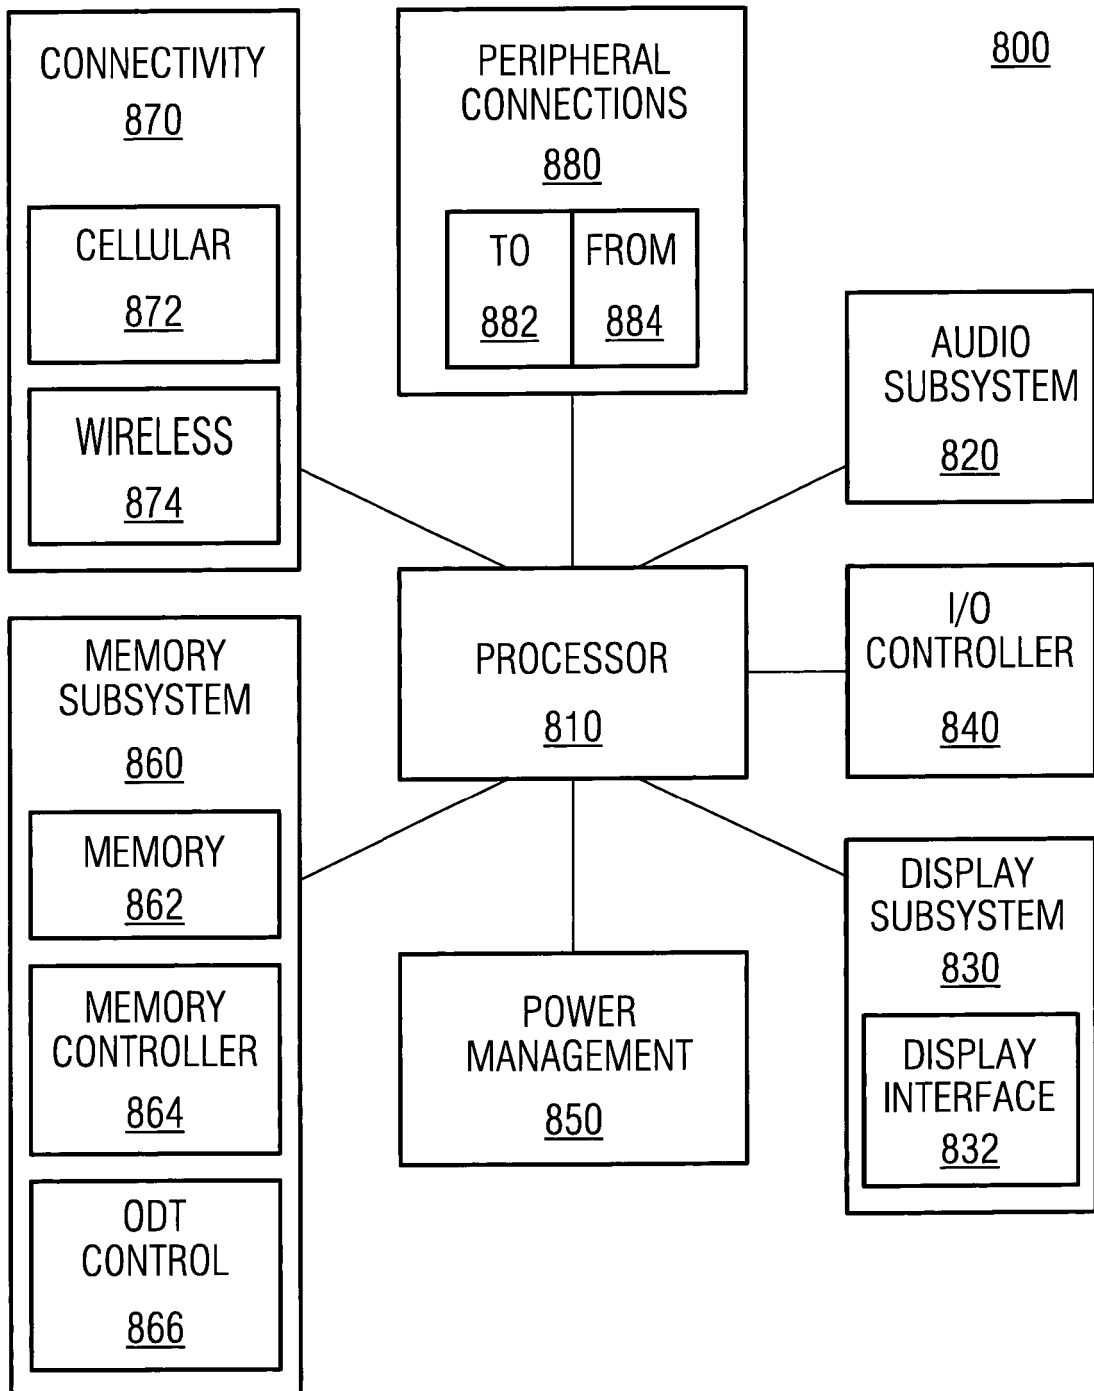 CONNECTIVITY
870
CELLULAR
872
WIRELESS
874
PERIPHERAL
CONNECTIONS
880
TO
882
FROM
884
800
AUDIO
SUBSYSTEM
820
PROCESSOR
810
I/O
CONTROLLER
840
MEMORY
SUBSYSTEM
860
MEMORY
862
MEMORY
CONTROLLER
864
ODT
CONTROL
866
POWER
MANAGEMENT
850
DISPLAY
SUBSYSTEM
830
DISPLAY
INTERFACE
832